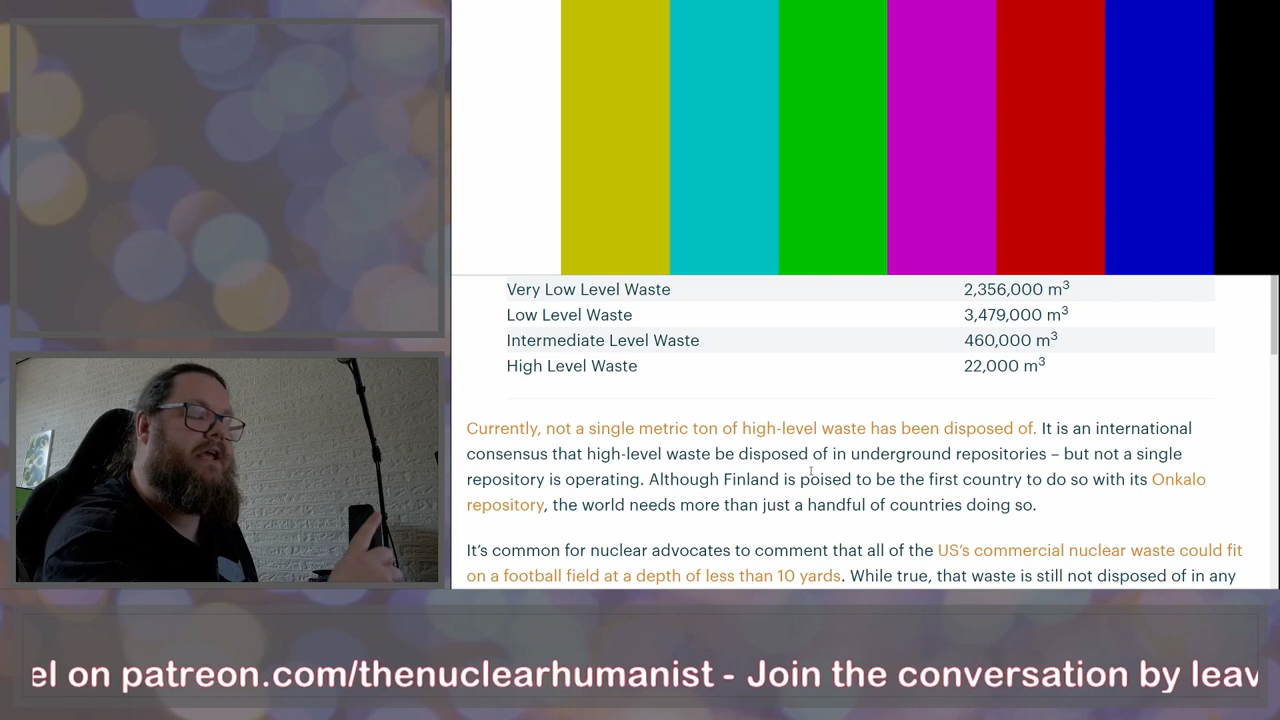 Very Low Level Waste 2,356,000 m³
Low Level Waste 3,479,000 m³
Intermediate Level Waste 460,000 m³
High Level Waste 22,000 m³
Currently, not a single metric ton of high-level waste has been disposed of. It is an international
consensus that high-level waste be disposed of in underground repositories – but not a single
repository is operating. Although Finland is poised to be the first country to do so with its Onkalo
repository, the world needs more than just a handful of countries doing so.
It's common for nuclear advocates to comment that all of the US's commercial nuclear waste could fit
on a football field at a depth of less than 10 yards. While true, that waste is still not disposed of in any
el on patreon.com/thenuclearhumanist - Join the conversation by leav